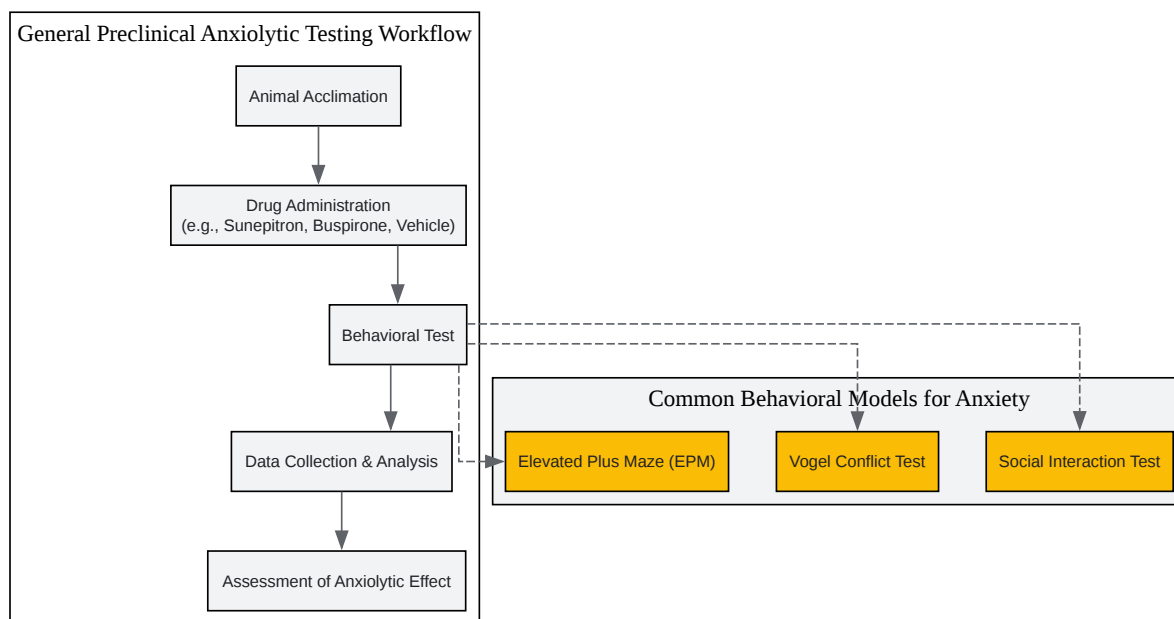 General Preclinical Anxiolytic Testing Workflow
Animal Acclimation
Drug Administration
(e.g., Sunepitron, Buspirone, Vehicle)
Behavioral Test
Data Collection & Analysis
Assessment of Anxiolytic Effect
Common Behavioral Models for Anxiety
Elevated Plus Maze (EPM)
Vogel Conflict Test
Social Interaction Test